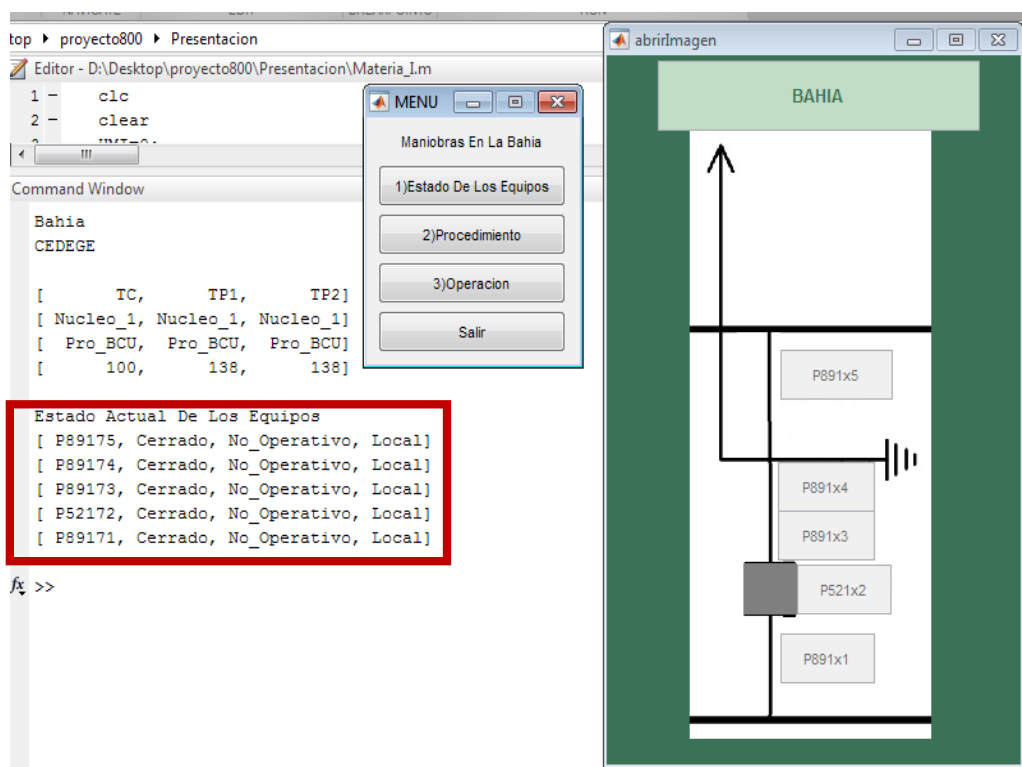 top ▸ proyecto800 ▸ Presentacion
Editor - D:\Desktop\proyecto800\Presentacion\Materia_I.m
1 - clc
2 - clear
Command Window
Bahia
CEDEGE
[ TC, TP1, TP2]
[ Nucleo_1, Nucleo_1, Nucleo_1]
[ Pro_BCU, Pro_BCU, Pro_BCU]
[ 100, 138, 138]
Estado Actual De Los Equipos
[ P89175, Cerrado, No_Operativo, Local]
[ P89174, Cerrado, No_Operativo, Local]
[ P89173, Cerrado, No_Operativo, Local]
[ P52172, Cerrado, No_Operativo, Local]
[ P89171, Cerrado, No_Operativo, Local]
fx >>
MENU
Maniobras En La Bahia
1)Estado De Los Equipos
2)Procedimiento
3)Operacion
Salir
abrirImagen
BAHIA
P891x5
P891x4
P891x3
P521x2
P891x1